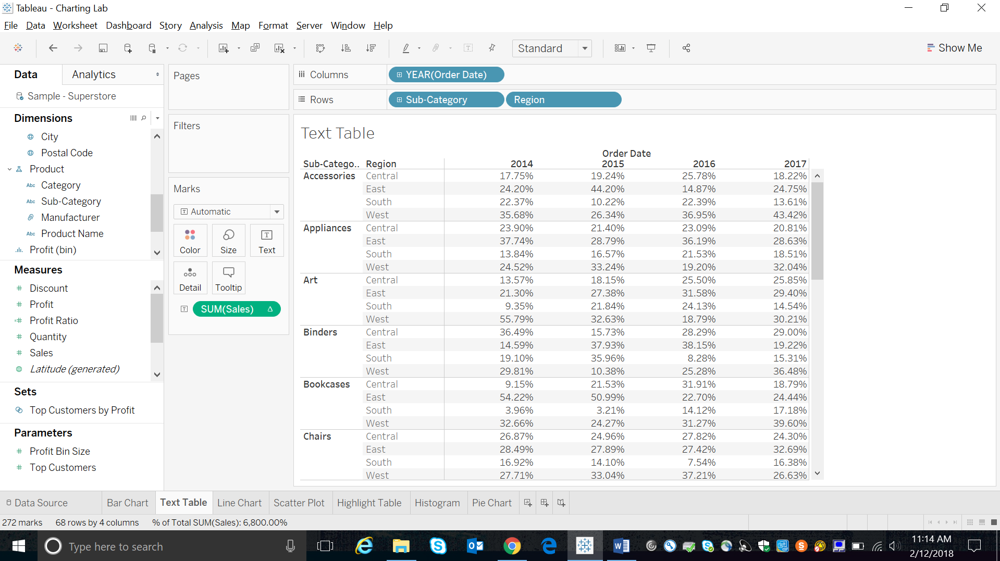 Tableau - Charting Lab
File Data Worksheet Dashboard Story Analysis Map Format Server Window Help
Standard
Show Me
Data Analytics
Sample - Superstore
Dimensions
City
Postal Code
Product
Abc Category
Abc Sub-Category
Manufacturer
Abc Product Name
Profit (bin)
Measures
Discount
Profit
Profit Ratio
Quantity
Sales
Latitude (generated)
Sets
Top Customers by Profit
Parameters
Profit Bin Size
Top Customers
Pages
Filters
Marks
Automatic
Color Size Text
Detail Tooltip
SUM(Sales)
Columns YEAR(Order Date)
Rows Sub-Category Region
Text Table
Order Date
Sub-Catego.. Region 2014 2015 2016 2017
Accessories Central 17.75% 19.24% 25.78% 18.22%
East 24.20% 44.20% 14.87% 24.75%
South 22.37% 10.22% 22.39% 13.61%
West 35.68% 26.34% 36.95% 43.42%
Appliances Central 23.90% 21.40% 23.09% 20.81%
East 37.74% 28.79% 36.19% 28.63%
South 13.84% 16.57% 21.53% 18.51%
West 24.52% 33.24% 19.20% 32.04%
Art Central 13.57% 18.15% 25.50% 25.85%
East 21.30% 27.38% 31.58% 29.40%
South 9.35% 21.84% 24.13% 14.54%
West 55.79% 32.63% 18.79% 30.21%
Binders Central 36.49% 15.73% 28.29% 29.00%
East 14.59% 37.93% 38.15% 19.22%
South 19.10% 35.96% 8.28% 15.31%
West 29.81% 10.38% 25.28% 36.48%
Bookcases Central 9.15% 21.53% 31.91% 18.79%
East 54.22% 50.99% 22.70% 24.44%
South 3.96% 3.21% 14.12% 17.18%
West 32.66% 24.27% 31.27% 39.60%
Chairs Central 26.87% 24.96% 27.82% 24.30%
East 28.49% 27.89% 27.42% 32.69%
South 16.92% 14.10% 7.54% 16.38%
West 27.71% 33.04% 37.21% 26.63%
Data Source Bar Chart Text Table Line Chart Scatter Plot Highlight Table Histogram Pie Chart
272 marks 68 rows by 4 columns % of Total SUM(Sales): 6,800.00%
Type here to search
11:14 AM
2/12/2018